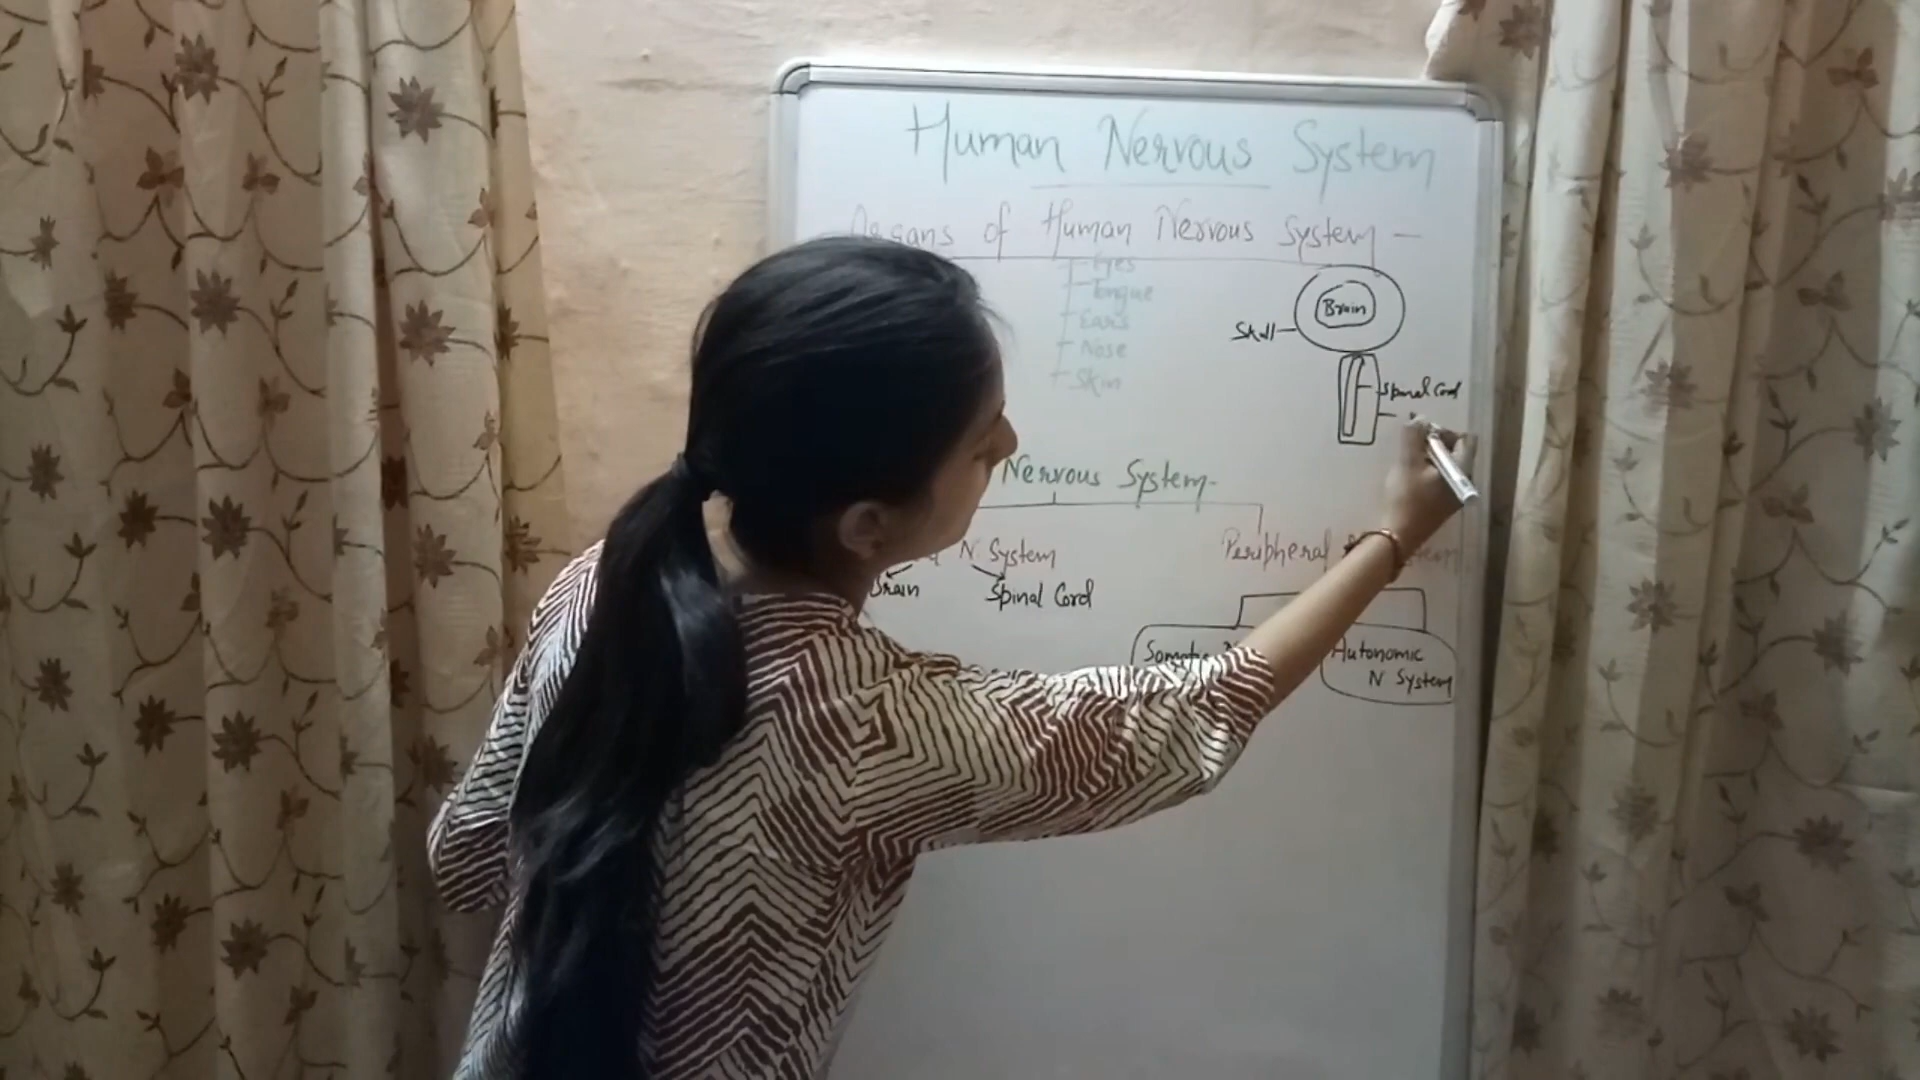 Human Nervous System
Organs of Human Nervous System -
Eyes
Tongue
Ears
Nose
Skin
Brain
Skull
Spinal Cord
Nervous System-
N System
Brain
Spinal Cord
Peripheral
Somatic
Autonomic
N System